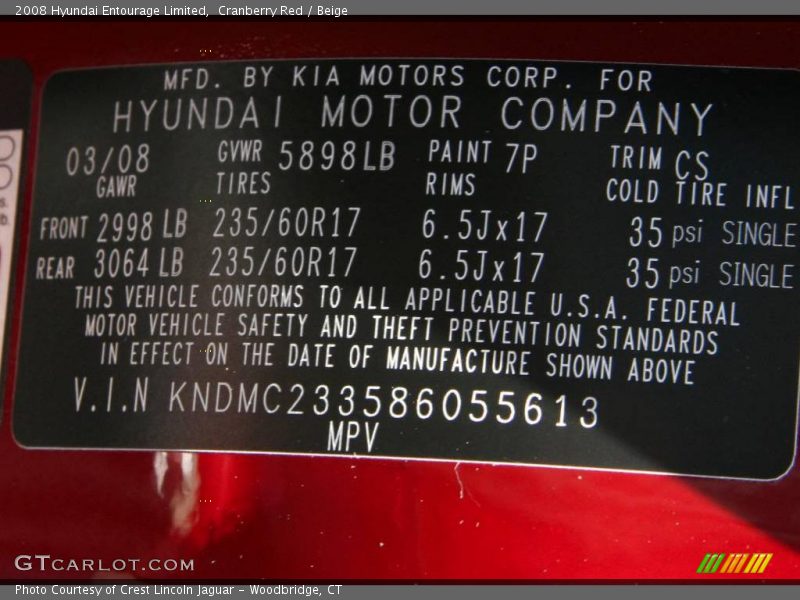 2008 Hyundai Entourage Limited, Cranberry Red / Beige
MFD. BY KIA MOTORS CORP. FOR
HYUNDAI MOTOR COMPANY
03/08 GVWR 5898LB PAINT 7P TRIM CS
GAWR TIRES RIMS COLD TIRE INFL
FRONT 2998 LB 235/60R17 6.5Jx17 35 psi SINGLE
REAR 3064 LB 235/60R17 6.5Jx17 35 psi SINGLE
THIS VEHICLE CONFORMS TO ALL APPLICABLE U.S.A. FEDERAL
MOTOR VEHICLE SAFETY AND THEFT PREVENTION STANDARDS
IN EFFECT ON THE DATE OF MANUFACTURE SHOWN ABOVE
V.I.N KNDMC233586055613
MPV
GTCARLOT.COM
Photo Courtesy of Crest Lincoln Jaguar - Woodbridge, CT